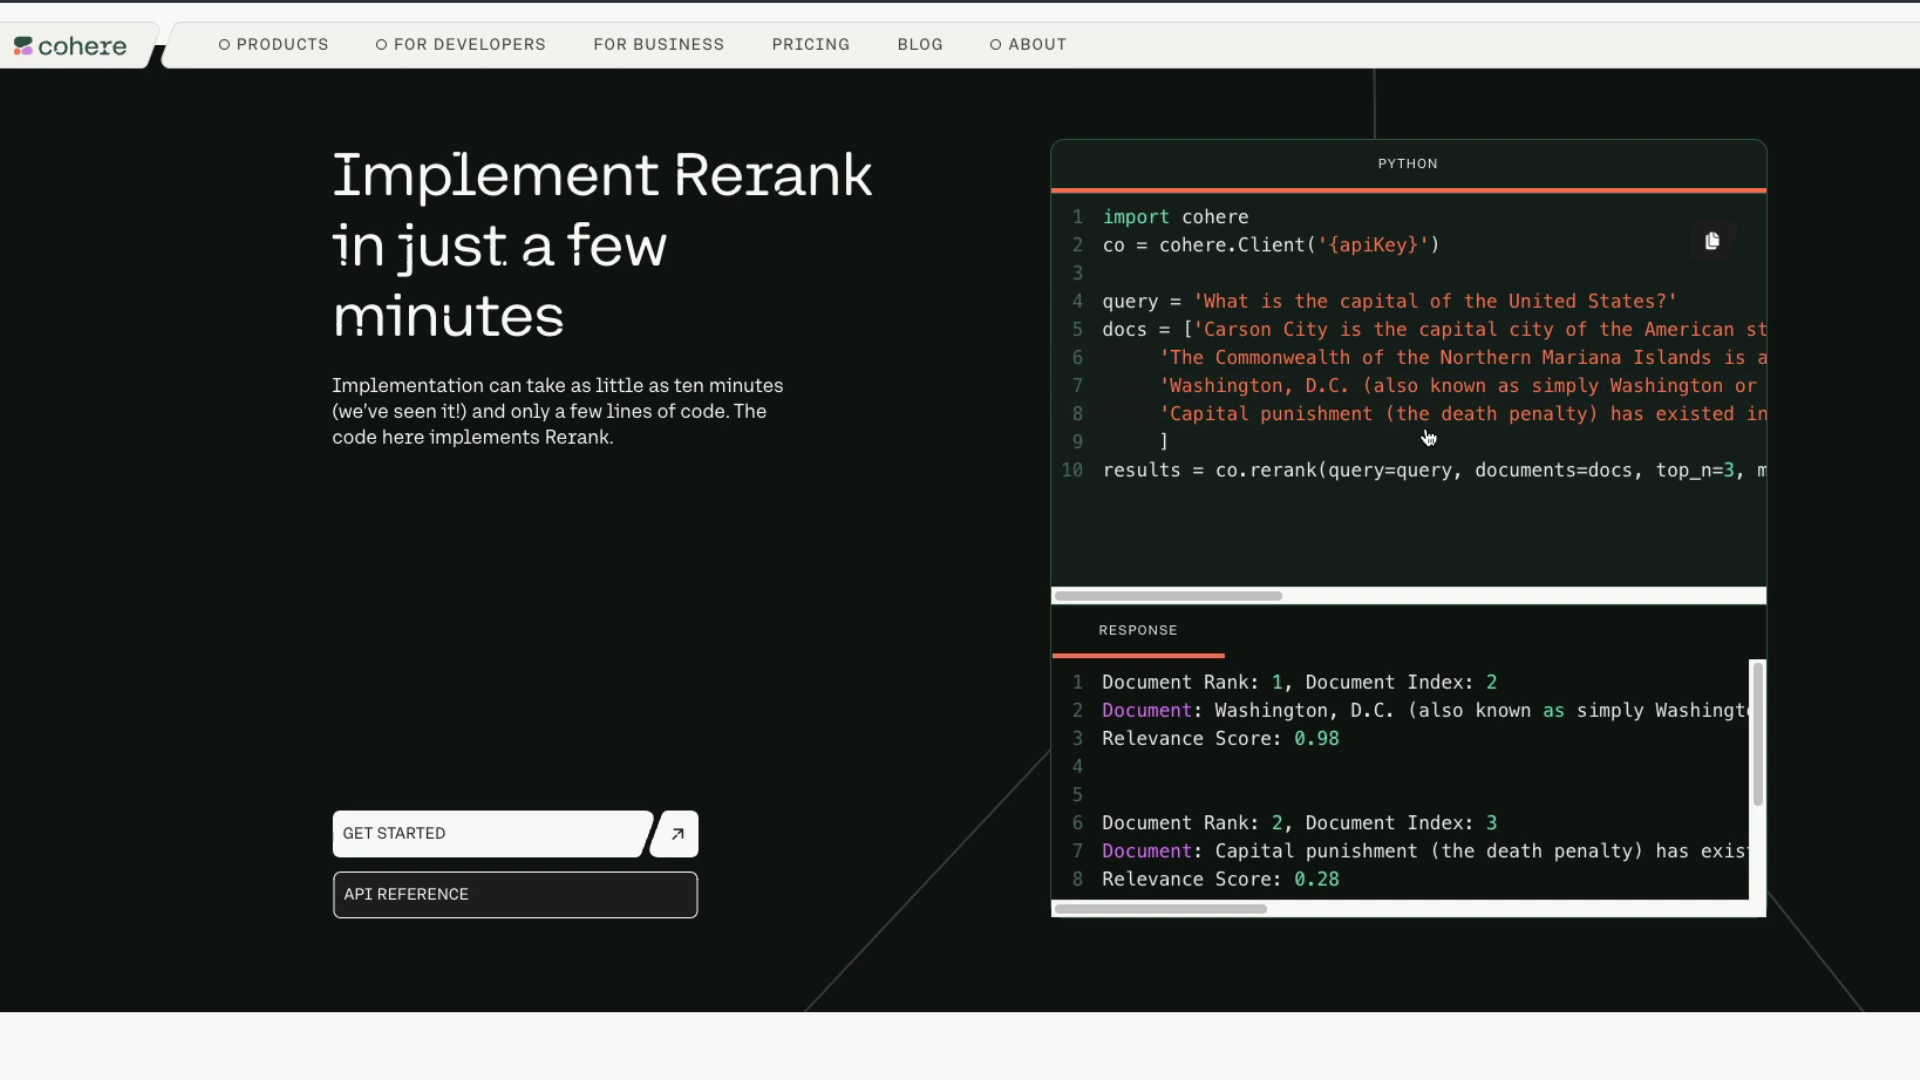 cohere
PRODUCTS
FOR DEVELOPERS
FOR BUSINESS
PRICING
BLOG
ABOUT
Implement Rerank
in just a few
minutes
Implementation can take as little as ten minutes
(we've seen it!) and only a few lines of code. The
code here implements Rerank.
GET STARTED
API REFERENCE
PYTHON
1 import cohere
2 co = cohere.Client('{apiKey}')
3
4 query = 'What is the capital of the United States?'
5 docs = ['Carson City is the capital city of the American st
6 'The Commonwealth of the Northern Mariana Islands is a
7 'Washington, D.C. (also known as simply Washington or
8 'Capital punishment (the death penalty) has existed in
9 ]
10 results = co.rerank(query=query, documents=docs, top_n=3, m
RESPONSE
1 Document Rank: 1, Document Index: 2
2 Document: Washington, D.C. (also known as simply Washingt
3 Relevance Score: 0.98
4
5
6 Document Rank: 2, Document Index: 3
7 Document: Capital punishment (the death penalty) has exis
8 Relevance Score: 0.28